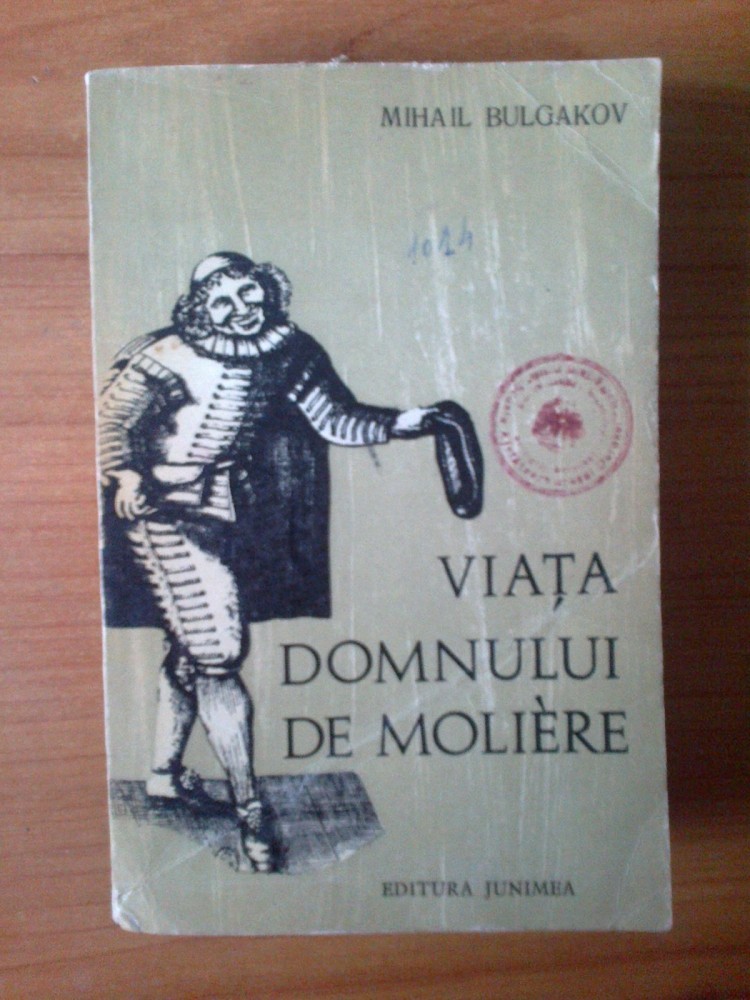 MIHAIL BULGAKOV
1024
VIAȚA
DOMNULUI
DE MOLIÈRE
EDITURA JUNIMEA